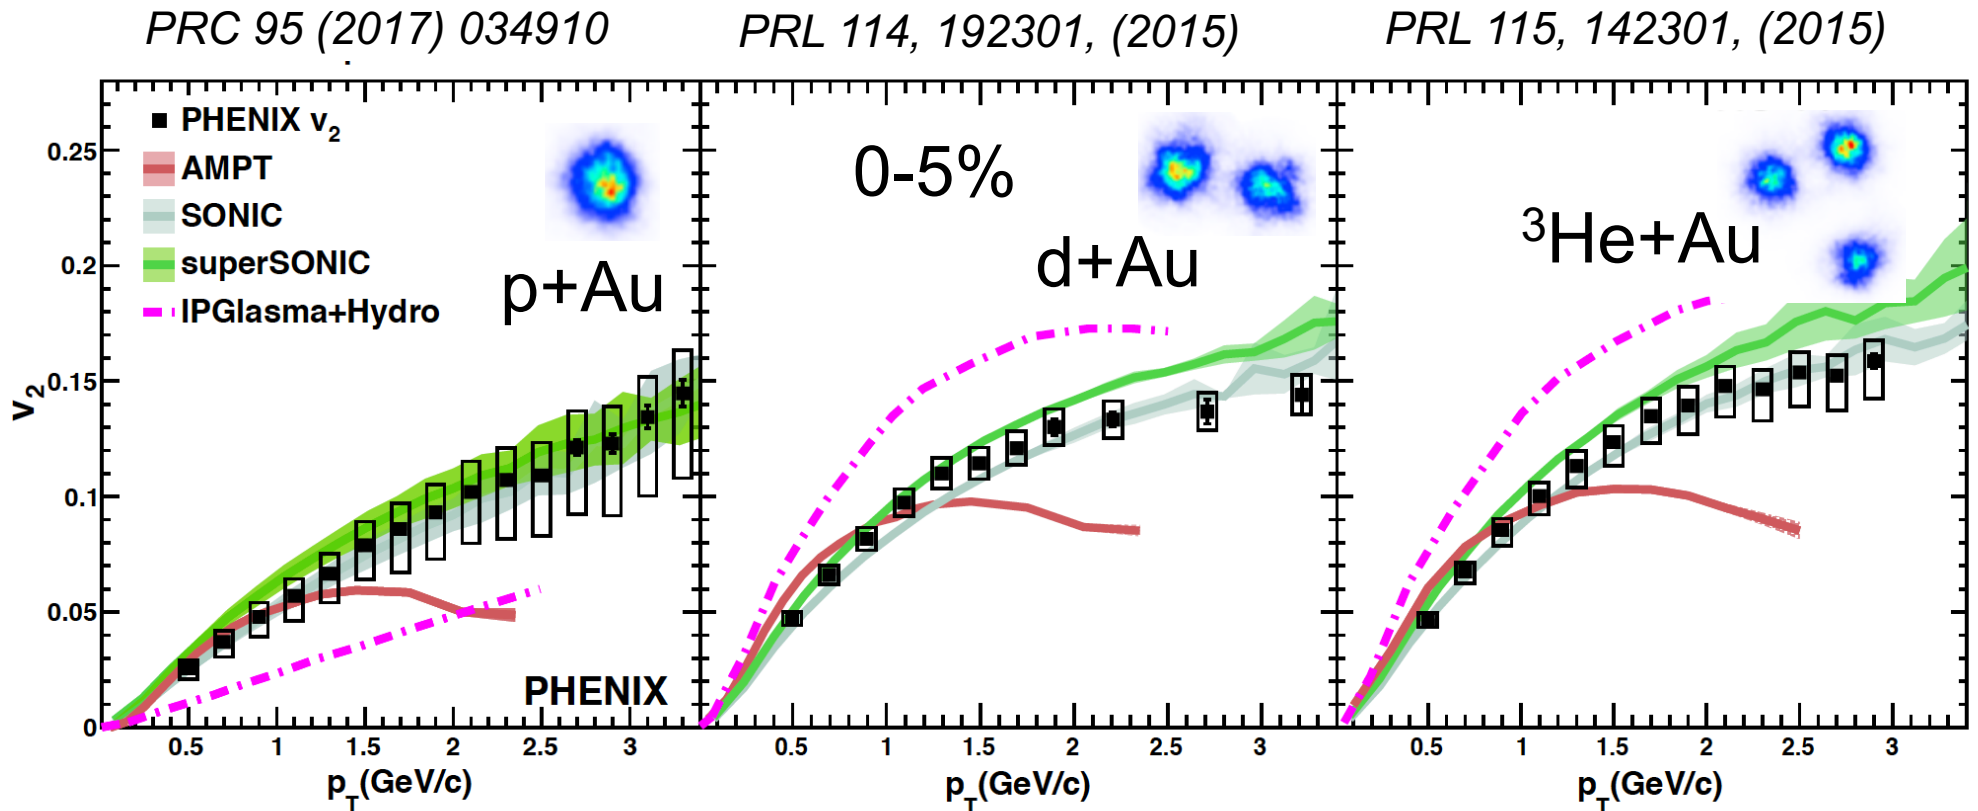 PRC 95 (2017) 034910
PRL 114, 192301, (2015)
PRL 115, 142301, (2015)
PHENIX v2
AMPT
SONIC
superSONIC
IPGlasma+Hydro
p+Au
PHENIX
0-5%
d+Au
3He+Au
v2
0.25
0.2
0.15
0.1
0.05
0
0.5 1 1.5 2 2.5 3
0.5 1 1.5 2 2.5 3
0.5 1 1.5 2 2.5 3
pT(GeV/c)
pT(GeV/c)
pT(GeV/c)